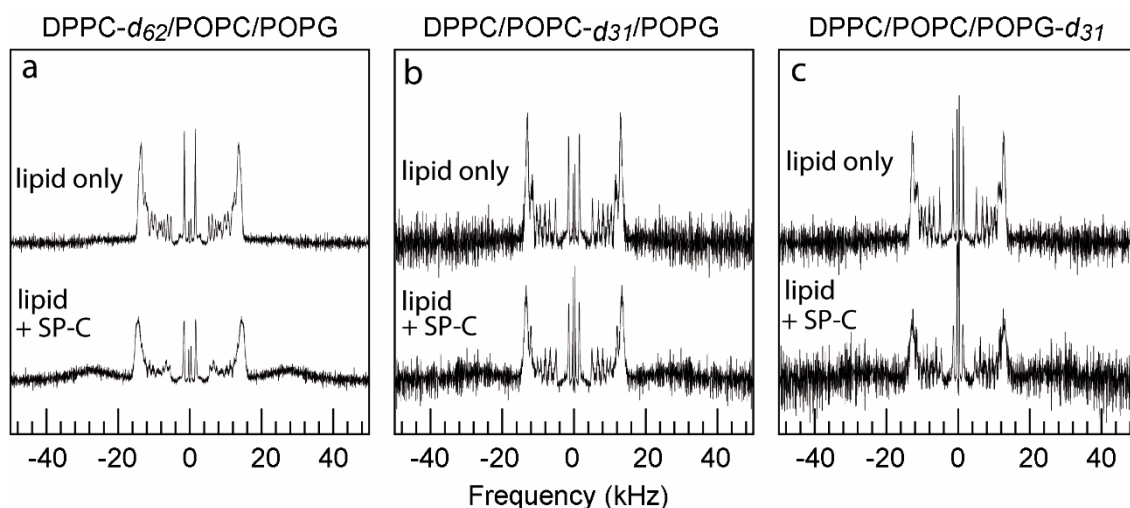 DPPC-d62/POPC/POPG
DPPC/POPC-d31/POPG
DPPC/POPC/POPG-d31
a
b
c
lipid only
lipid only
lipid only
lipid
+ SP-C
lipid
+ SP-C
lipid
+ SP-C
-40 -20 0 20 40
-40 -20 0 20 40
-40 -20 0 20 40
Frequency (kHz)